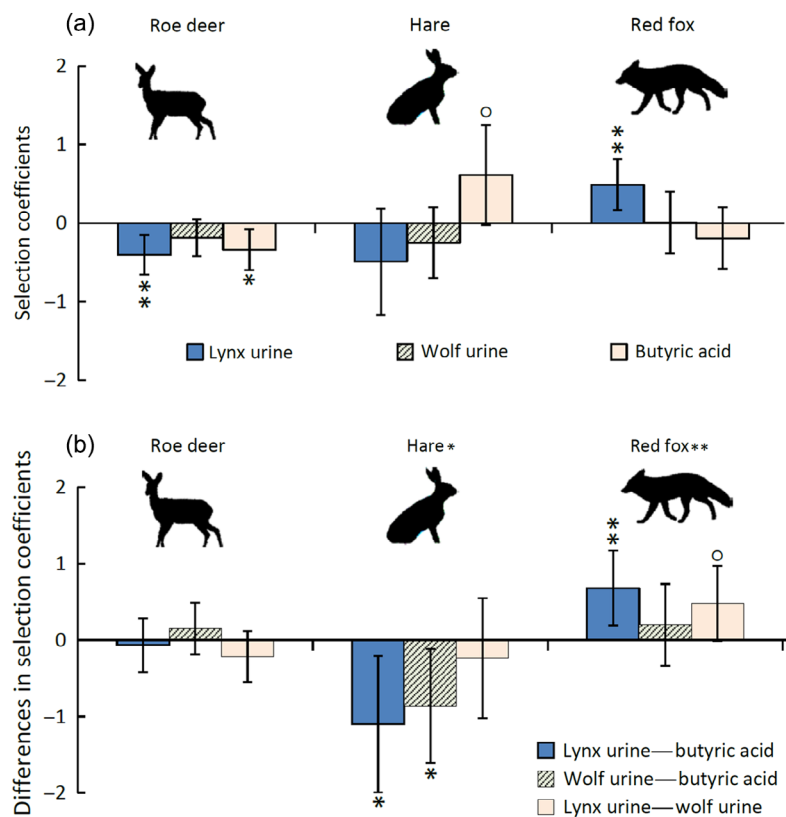 (a)
Roe deer Hare Red fox
Selection coefficients
2
1
0
−1
−2
○
**
**
*
Lynx urine Wolf urine Butyric acid
(b)
Roe deer Hare* Red fox**
Differences in selection coefficients
2
1
0
−1
−2
**
○
*
*
Lynx urine—butyric acid
Wolf urine—butyric acid
Lynx urine—wolf urine